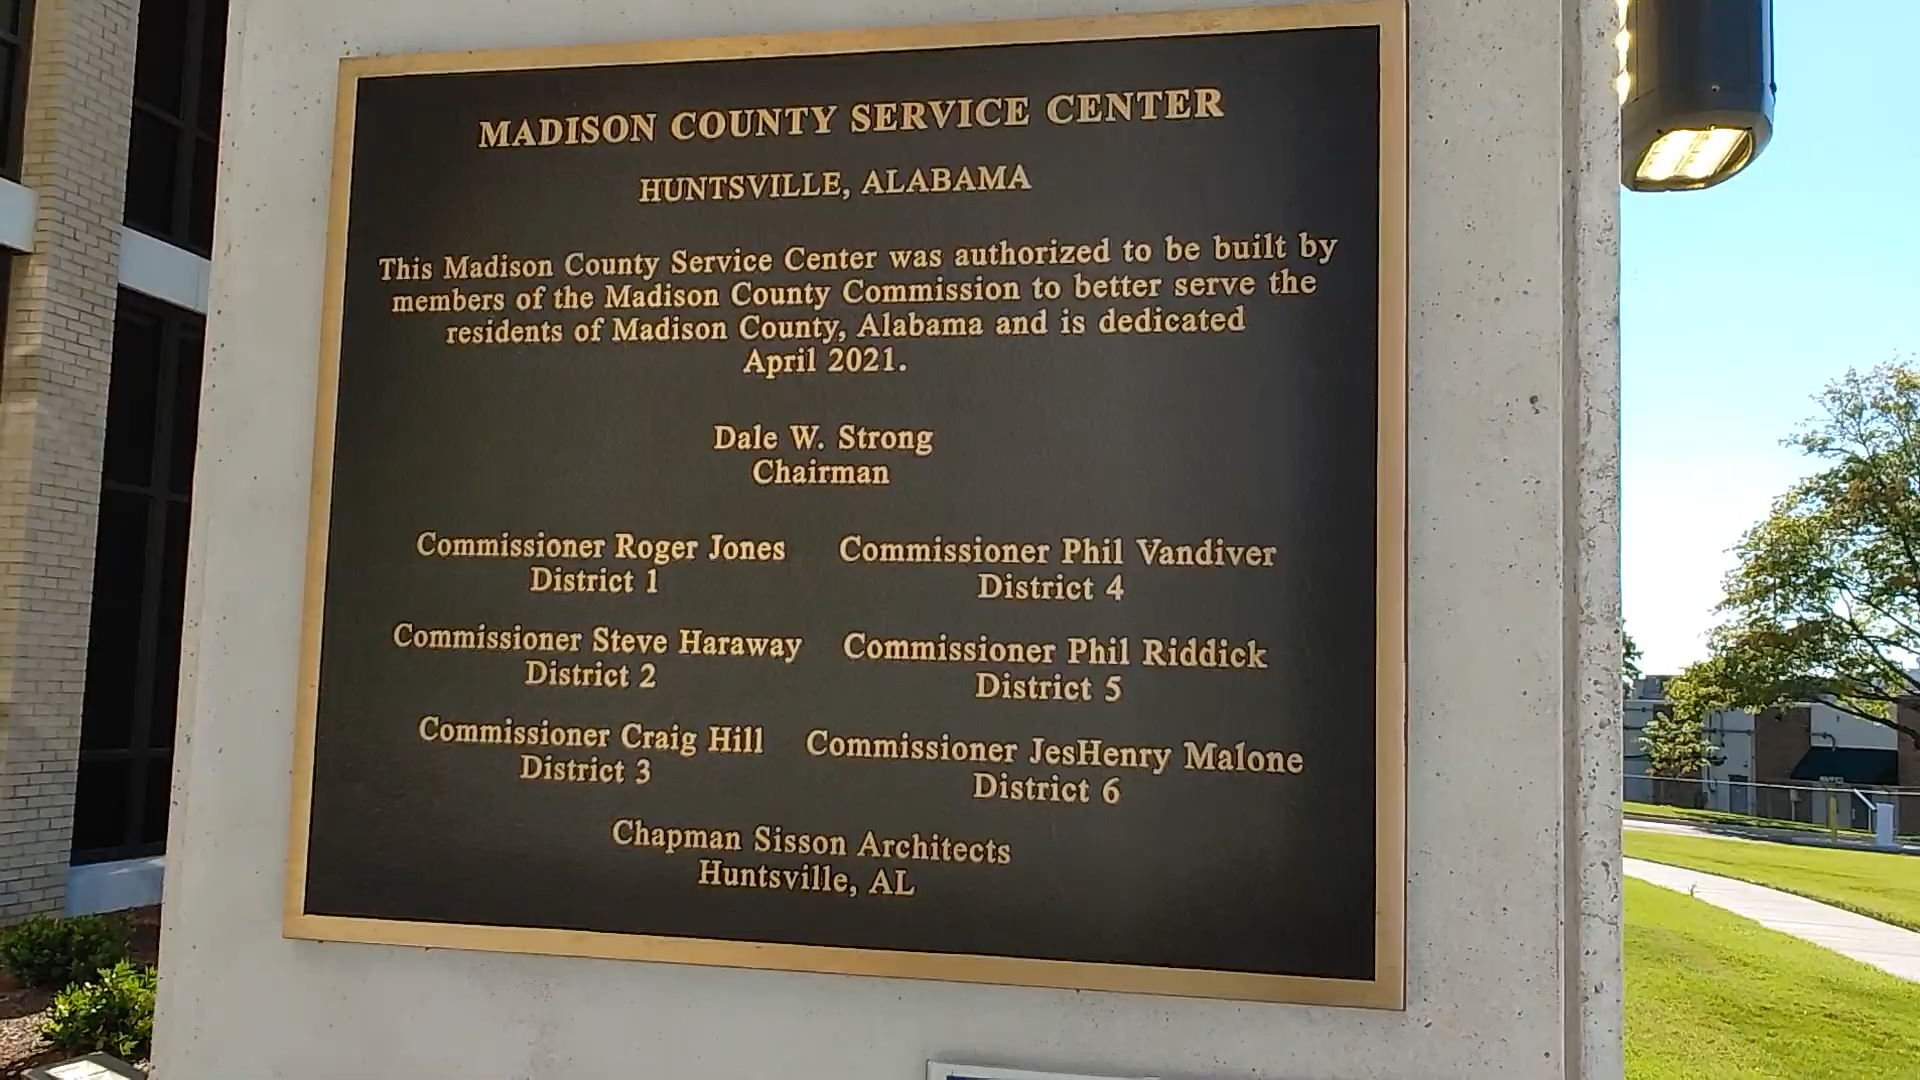 MADISON COUNTY SERVICE CENTER
HUNTSVILLE, ALABAMA
This Madison County Service Center was authorized to be built by
members of the Madison County Commission to better serve the
residents of Madison County, Alabama and is dedicated
April 2021.
Dale W. Strong
Chairman
Commissioner Roger Jones
District 1
Commissioner Phil Vandiver
District 4
Commissioner Steve Haraway
District 2
Commissioner Phil Riddick
District 5
Commissioner Craig Hill
District 3
Commissioner JesHenry Malone
District 6
Chapman Sisson Architects
Huntsville, AL